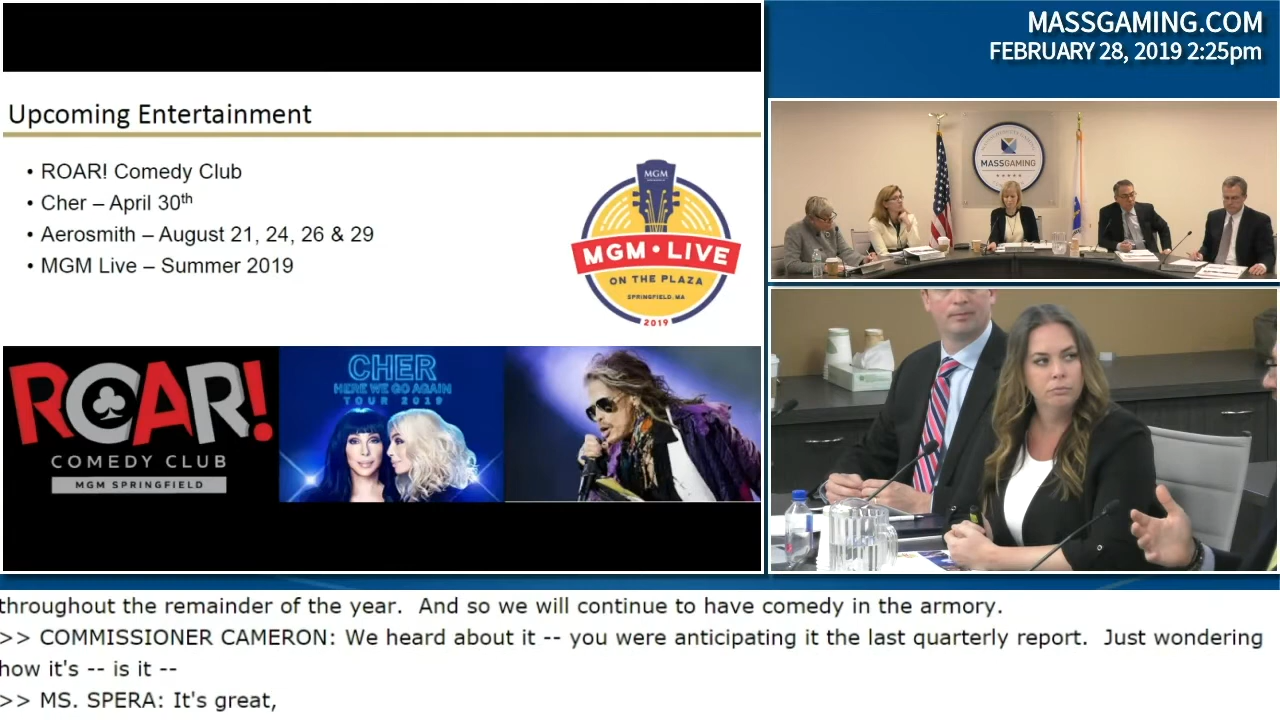 MASSGAMING.COM
FEBRUARY 28, 2019 2:25pm
Upcoming Entertainment
• ROAR! Comedy Club
• Cher – April 30th
• Aerosmith – August 21, 24, 26 & 29
• MGM Live – Summer 2019
MGM
MGM • LIVE
ON THE PLAZA
SPRINGFIELD, MA
2019
ROAR!
COMEDY CLUB
MGM SPRINGFIELD
CHER
HERE WE GO AGAIN
TOUR 2019
MASSGAMING
throughout the remainder of the year.  And so we will continue to have comedy in the armory.
>> COMMISSIONER CAMERON: We heard about it -- you were anticipating it the last quarterly report.  Just wondering
how it's -- is it --
>> MS. SPERA: It's great,